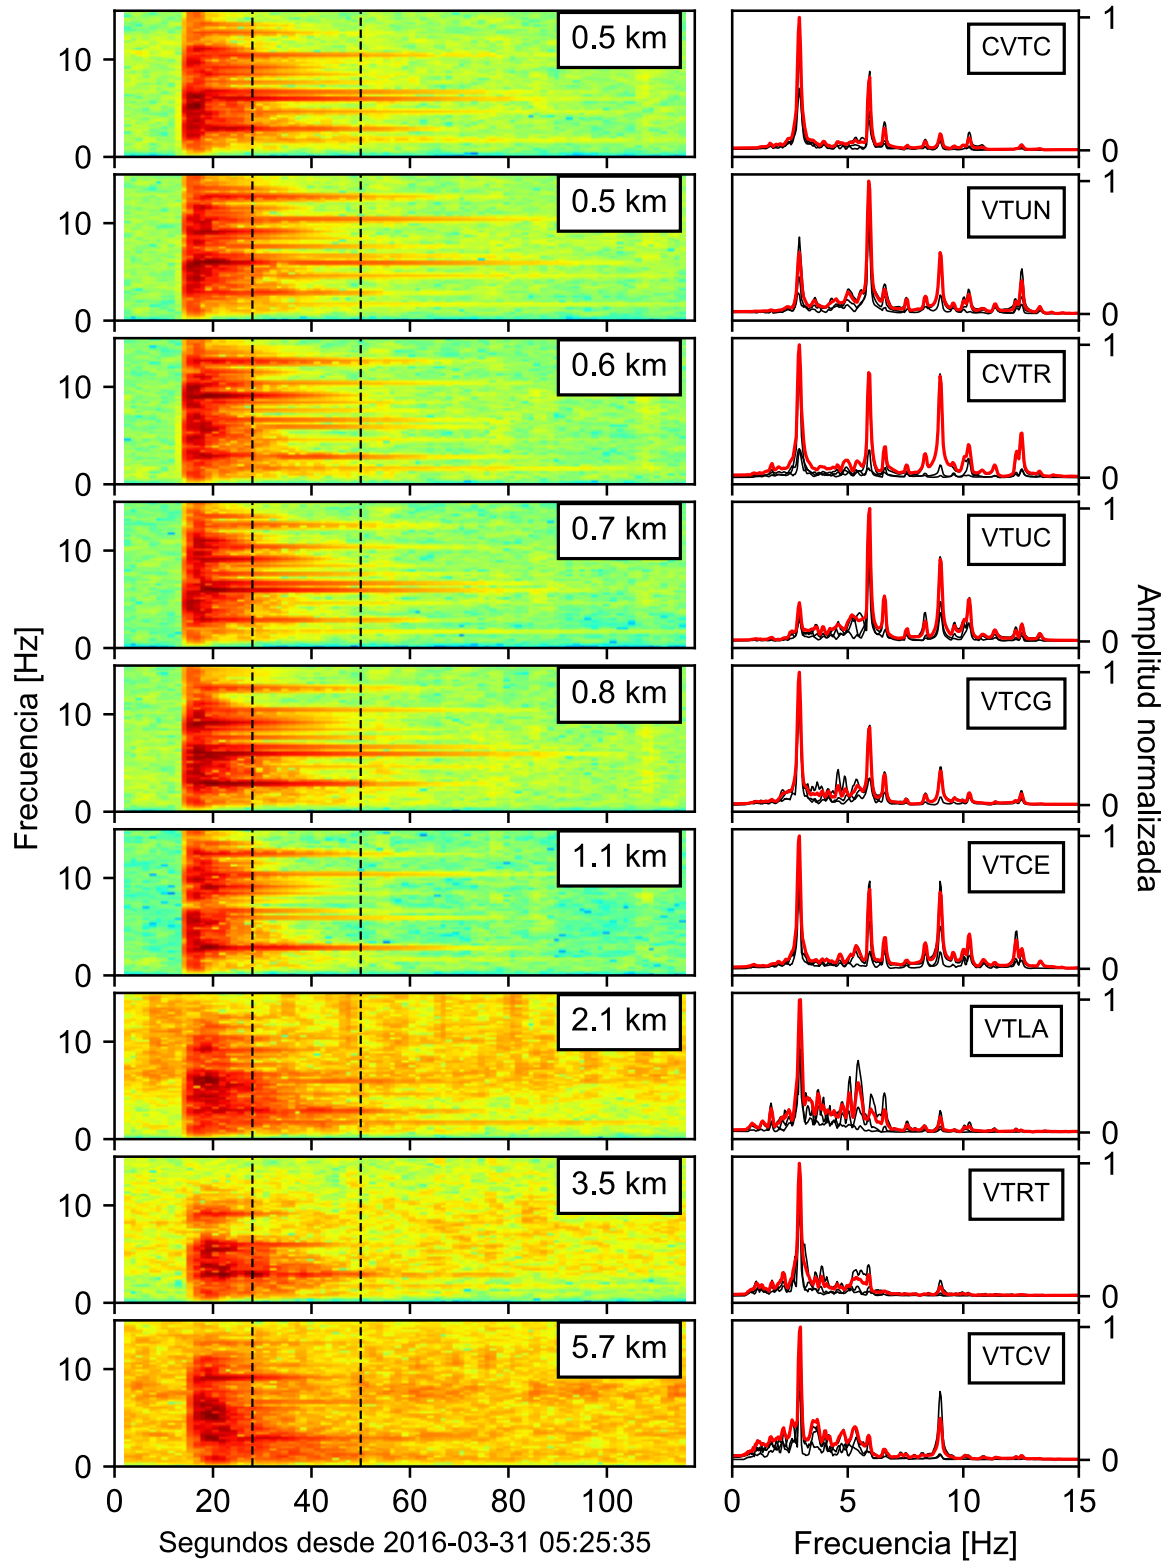 0.5 km
CVTC
1
10
0
0
0.5 km
VTUN
1
10
0
0
0.6 km
CVTR
1
10
0
0
0.7 km
VTUC
1
10
0
0
0.8 km
VTCG
1
10
0
0
1.1 km
VTCE
1
10
0
0
2.1 km
VTLA
1
10
0
0
3.5 km
VTRT
1
10
0
0
5.7 km
VTCV
1
10
0
0
Frecuencia [Hz]
Amplitud normalizada
0 20 40 60 80 100
0 5 10 15
Segundos desde 2016-03-31 05:25:35
Frecuencia [Hz]